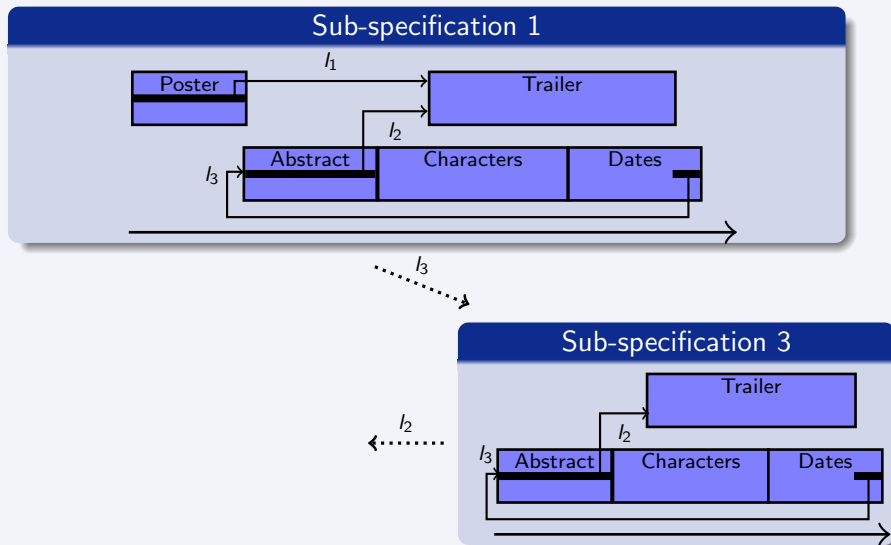 Sub-specification 1
l1
Poster
Trailer
l2
Abstract
Characters
Dates
l3
l3
Sub-specification 3
Trailer
l2
l2
l3
Abstract
Characters
Dates